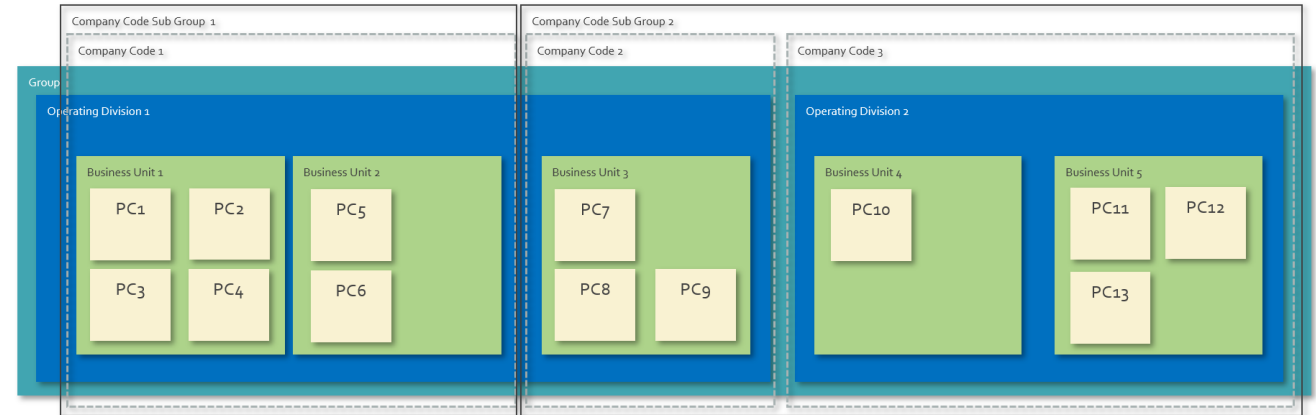 Company Code Sub Group 1
Company Code Sub Group 2
Company Code 1
Company Code 2
Company Code 3
Group
Operating Division 1
Operating Division 2
Business Unit 1
Business Unit 2
Business Unit 3
Business Unit 4
Business Unit 5
PC1
PC2
PC5
PC7
PC10
PC11
PC12
PC3
PC4
PC6
PC8
PC9
PC13